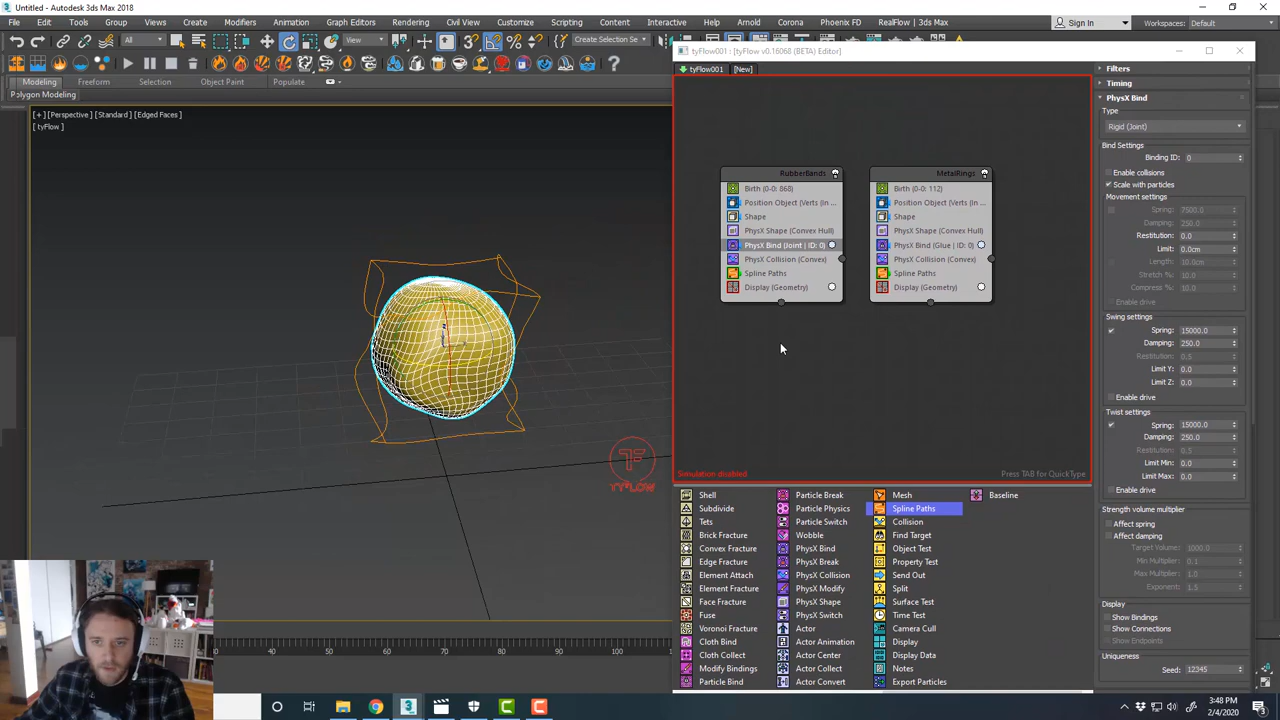 Untitled - Autodesk 3ds Max 2018
File Edit Tools Group Views Create Modifiers Animation Graph Editors Rendering Civil View Customize Scripting Content Interactive Help Arnold Corona Phoenix FD RealFlow | 3ds Max Sign In Workspaces: Default
All View Create Selection Se
Modeling Freeform Selection Object Paint Populate
Polygon Modeling
[+] [Perspective] [Standard] [Edged Faces]
[tyFlow]
TYFLOW
0 40 50 60 70 80 90 100 110
tyFlow001 : [tyFlow v0.16068 (BETA) Editor]
tyFlow001 [New]
RubberBands
Birth (0-0: 868)
Position Object (Verts (in ...
Shape
PhysX Shape (Convex Hull)
PhysX Bind (Joint | ID: 0)
PhysX Collision (Convex)
Spline Paths
Display (Geometry)
MetalRings
Birth (0-0: 112)
Position Object (Verts (in ...
Shape
PhysX Shape (Convex Hull)
PhysX Bind (Glue | ID: 0)
PhysX Collision (Convex)
Spline Paths
Display (Geometry)
Simulation disabled
Press TAB for QuickType
Shell
Subdivide
Tets
Brick Fracture
Convex Fracture
Edge Fracture
Element Attach
Element Fracture
Face Fracture
Fuse
Voronoi Fracture
Cloth Bind
Cloth Collect
Modify Bindings
Particle Bind
Particle Break
Particle Physics
Particle Switch
Wobble
PhysX Bind
PhysX Break
PhysX Collision
PhysX Modify
PhysX Shape
PhysX Switch
Actor
Actor Animation
Actor Center
Actor Collect
Actor Convert
Mesh
Spline Paths
Collision
Find Target
Object Test
Property Test
Send Out
Split
Surface Test
Time Test
Camera Cull
Display
Display Data
Notes
Export Particles
Baseline
Filters
Timing
PhysX Bind
Type
Rigid (Joint)
Bind Settings
Binding ID: 0
Enable collisions
Scale with particles
Movement settings
Spring: 7500.0
Damping: 250.0
Restitution: 0.0
Limit: 0.0cm
Length: 10.0cm
Stretch %: 10.0
Compress %: 10.0
Enable drive
Swing settings
Spring: 15000.0
Damping: 250.0
Restitution: 0.5
Limit Y: 0.0
Limit Z: 0.0
Enable drive
Twist settings
Spring: 15000.0
Damping: 250.0
Restitution: 0.5
Limit Min: 0.0
Limit Max: 0.0
Enable drive
Strength volume multiplier
Affect spring
Affect damping
Target Volume: 1000.0
Min Multiplier: 0.1
Max Multiplier: 1.0
Exponent: 1.5
Display
Show Bindings
Show Connections
Show Endpoints
Uniqueness
Seed: 12345
3:48 PM
2/4/2020